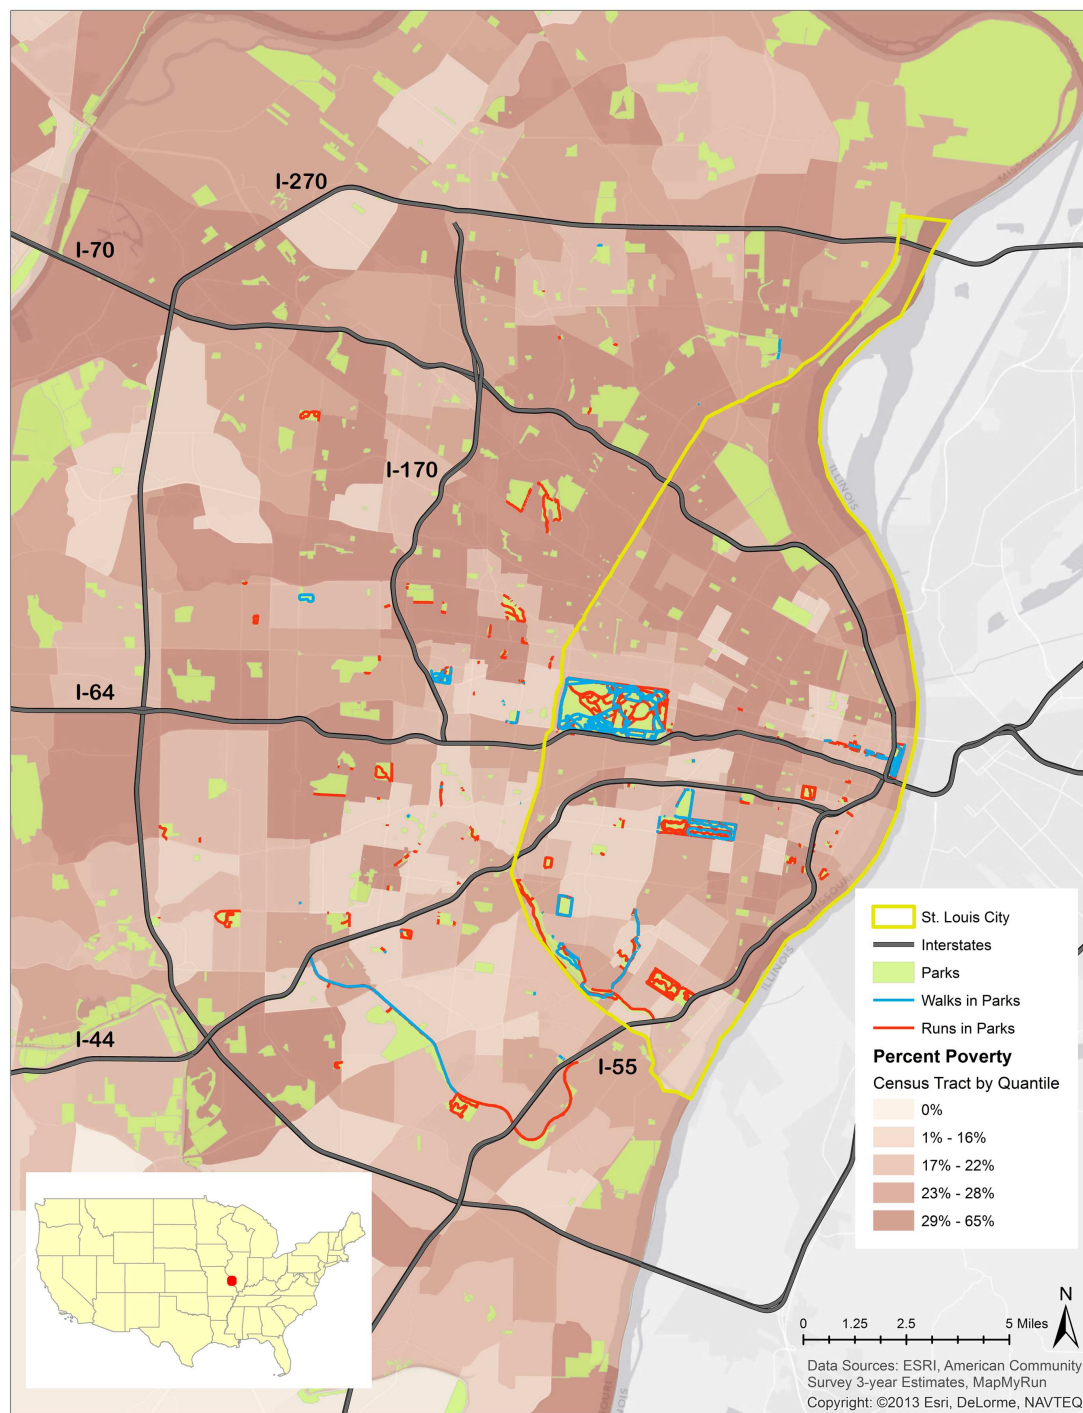 I-270
MISSOURI
I-70
I-170
ILLINOIS
I-64
MISSOURI
ILLINOIS
I-44
I-55
St. Louis City
Interstates
Parks
Walks in Parks
Runs in Parks
Percent Poverty
Census Tract by Quantile
0%
1% - 16%
17% - 22%
23% - 28%
29% - 65%
N
0 1.25 2.5 5 Miles
Data Sources: ESRI, American Community
Survey 3-year Estimates, MapMyRun
Copyright: ©2013 Esri, DeLorme, NAVTEQ